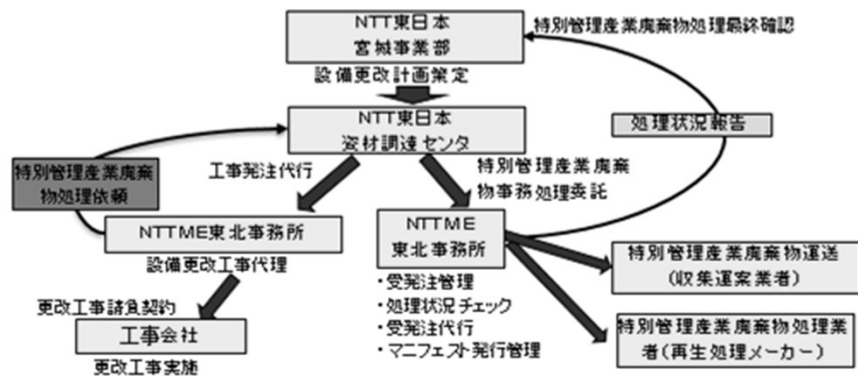 NTT東日本
宮城事業部
特別管理産業廃棄物処理最終確認
設備更改計画策定
NTT東日本
資材調達センタ
処理状況報告
特別管理産業廃棄
物処理依頼
工事発注代行
特別管理産業廃棄
物事務処理委託
NTTME東北事務所
設備更改工事代理
NTTME
東北事務所
・受発注管理
・処理状況チェック
・受発注代行
・マニフェスト発行管理
特別管理産業廃棄物運送
(収集運案業者)
更改工事請負契約
工事会社
更改工事実施
特別管理産業廃棄物処理業
者(再生処理メーカー)